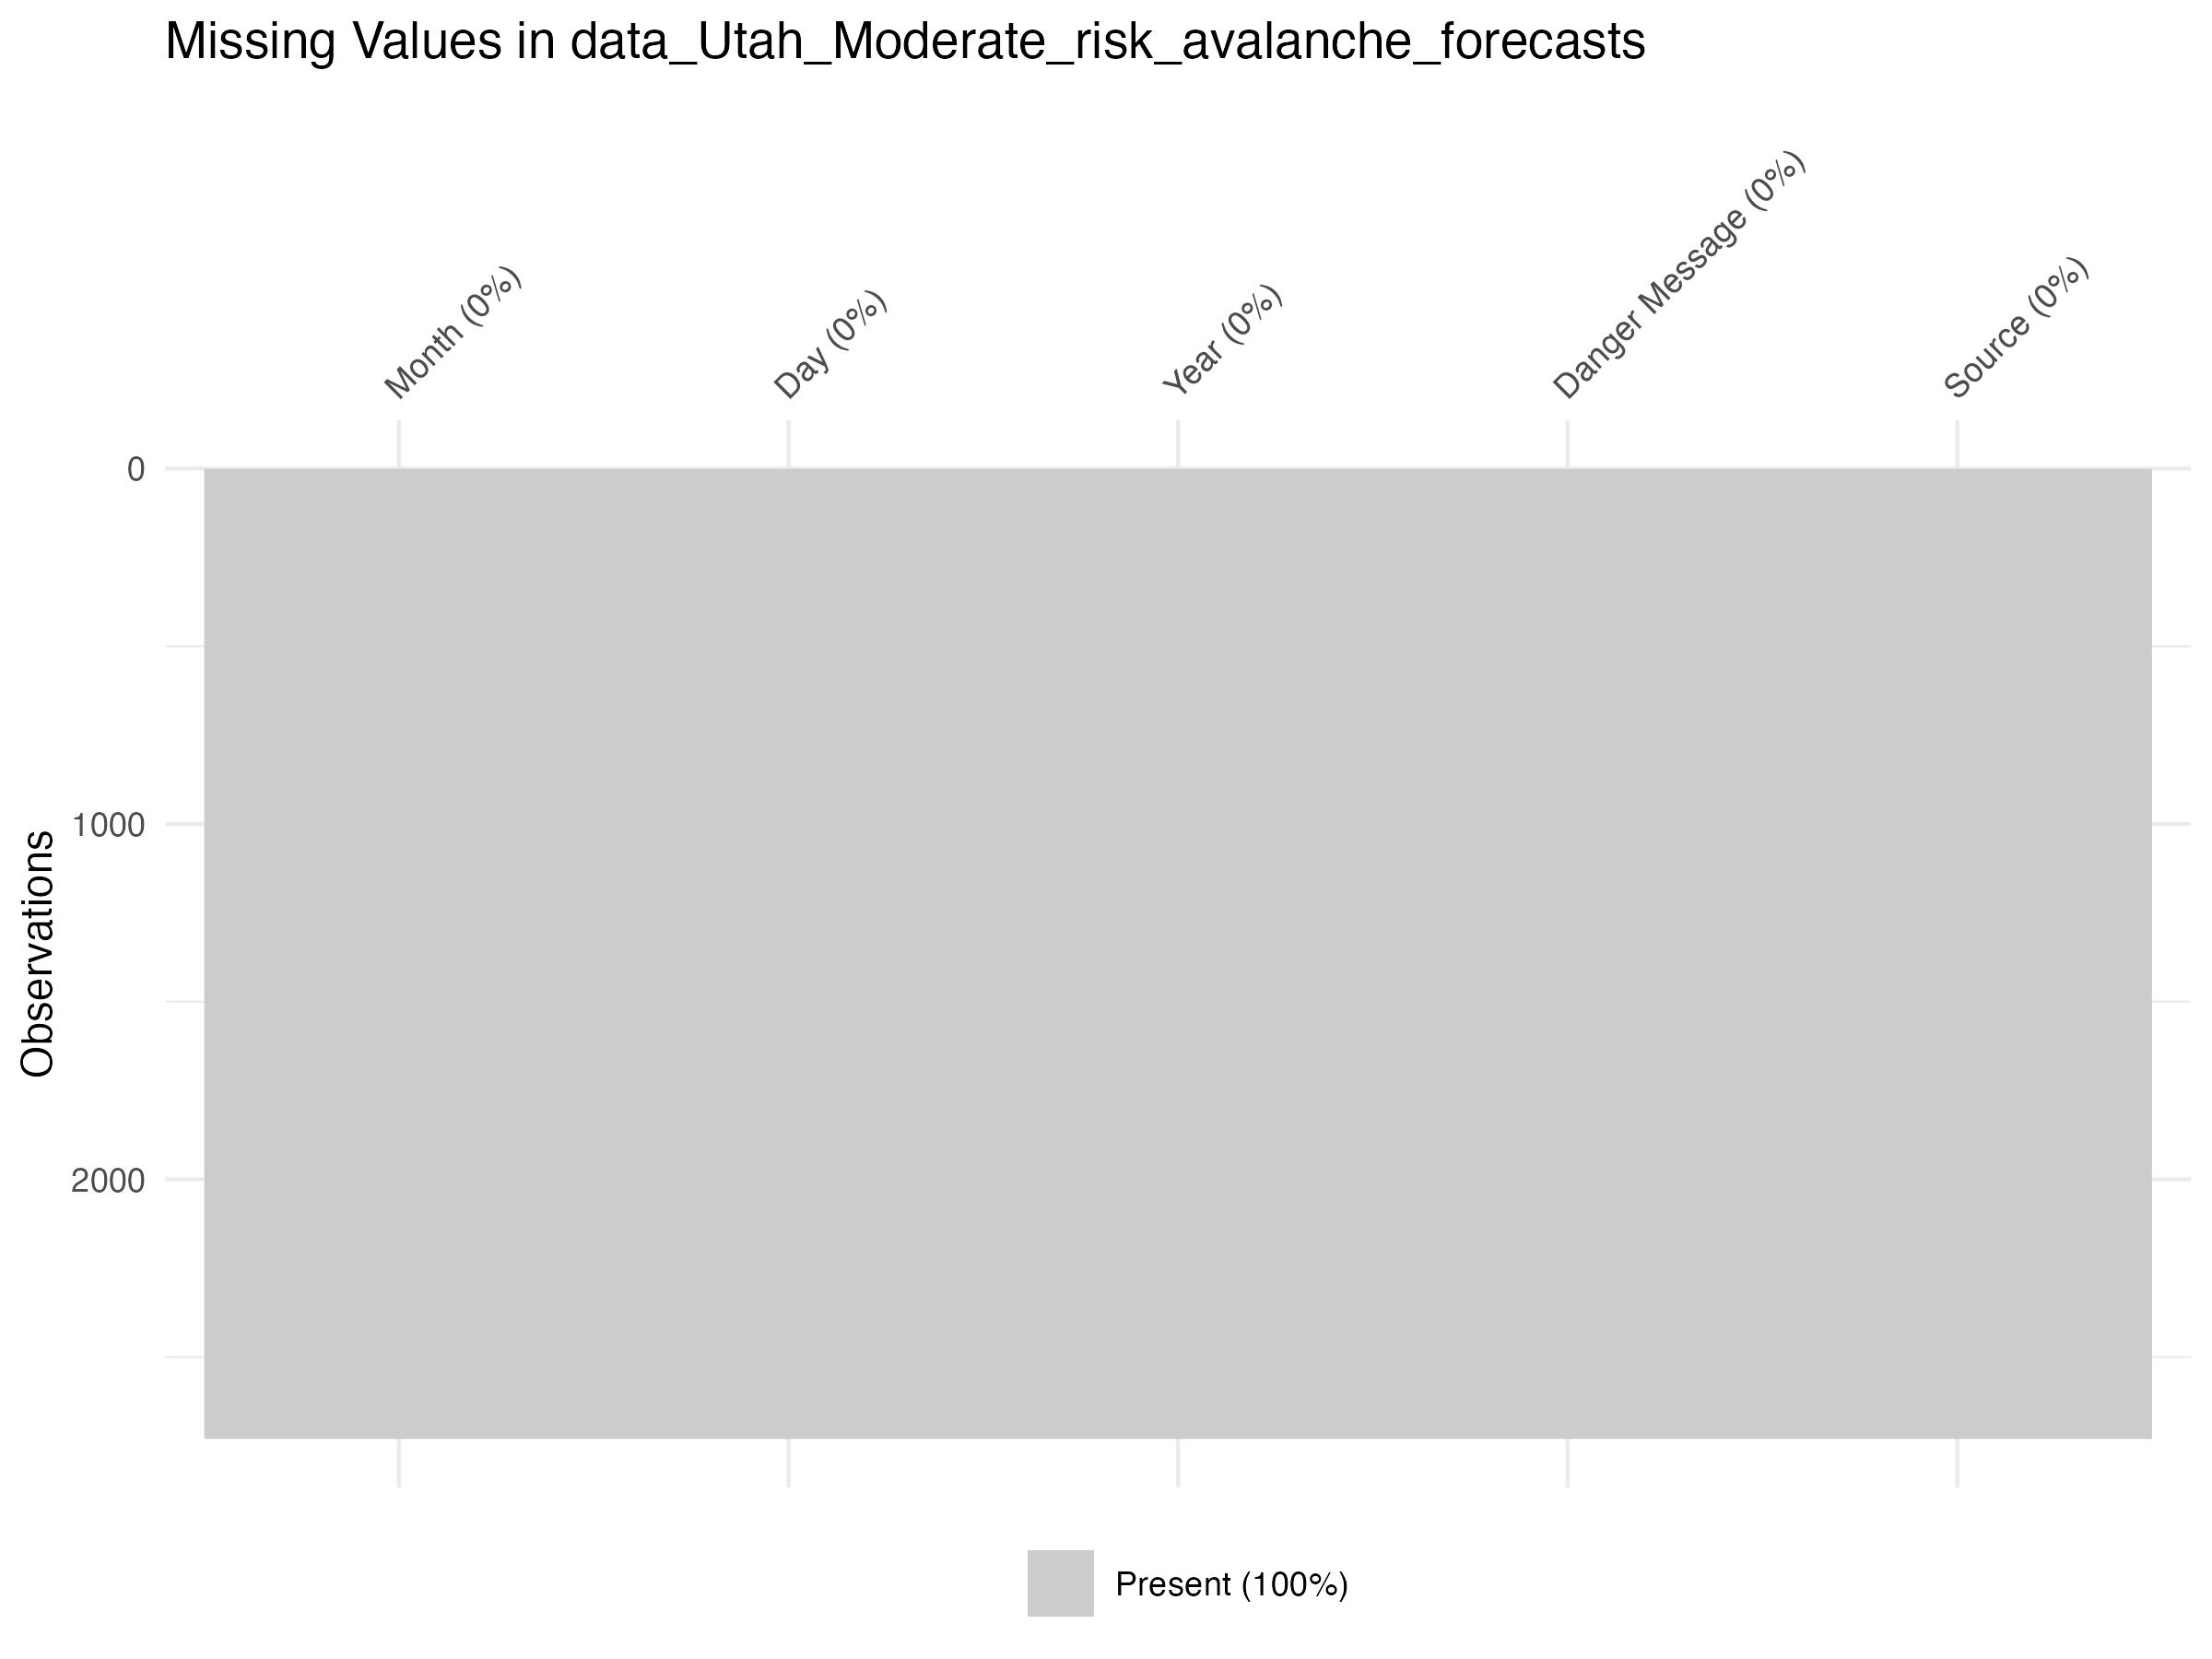 Missing Values in data_Utah_Moderate_risk_avalanche_forecasts
Month (0%)
Day (0%)
Year (0%)
Danger Message (0%)
Source (0%)
0
1000
2000
Observations
Present (100%)